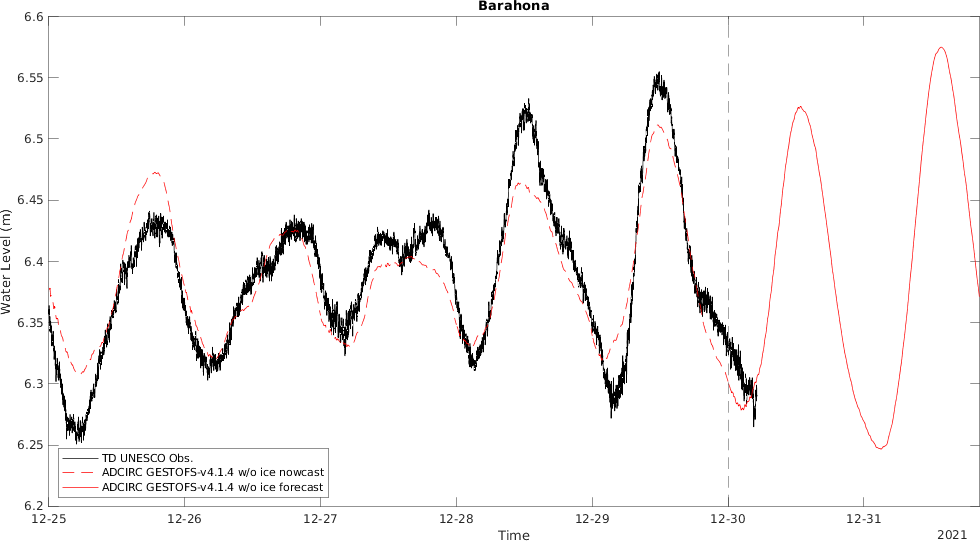 Barahona
6.6
6.55
6.5
6.45
6.4
6.35
6.3
6.25
6.2
Water Level (m)
TD UNESCO Obs.
ADCIRC GESTOFS-v4.1.4 w/o ice nowcast
ADCIRC GESTOFS-v4.1.4 w/o ice forecast
12-25 12-26 12-27 12-28 12-29 12-30 12-31
Time
2021